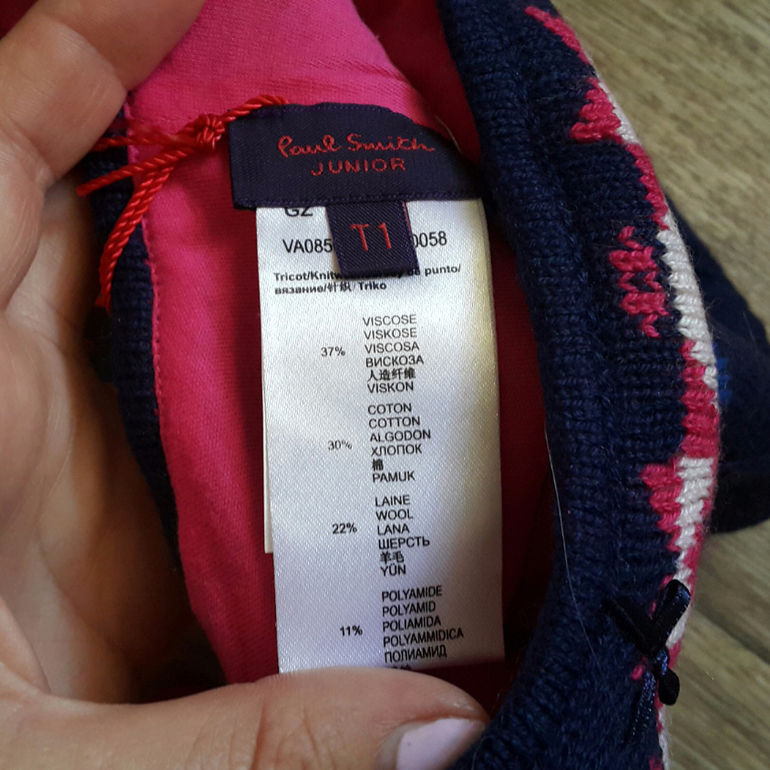 Paul Smith
JUNIOR
T1
GZ
VA085 0058
Tricot/Knitw punto/
вязание/针织/Triko
37%
VISCOSE
VISKOSE
VISCOSA
ВИСКОЗА
人造纤维
VISKON
30%
COTON
COTTON
ALGODON
ХЛОПОК
棉
PAMUK
22%
LAINE
WOOL
LANA
ШЕРСТЬ
羊毛
YÜN
11%
POLYAMIDE
POLYAMID
POLIAMIDA
POLYAMMIDICA
ПОЛИАМИД